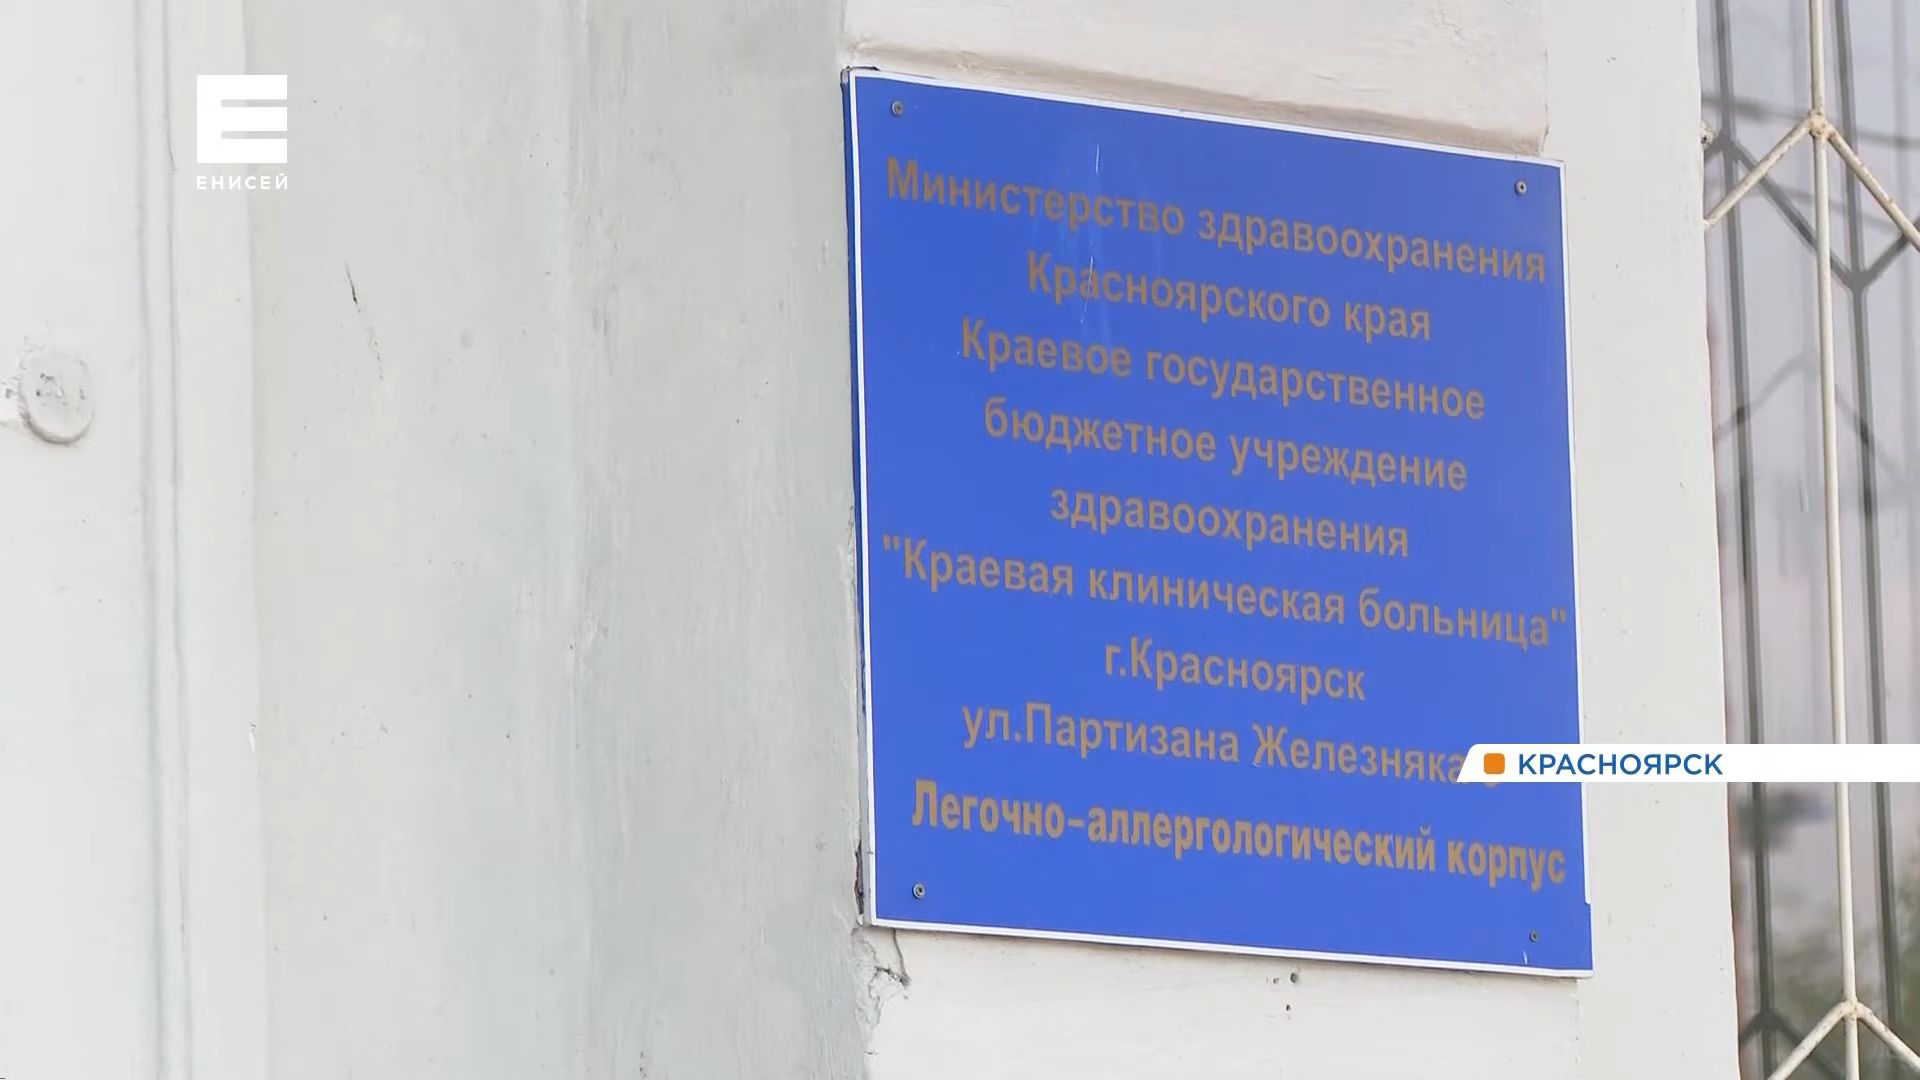 ЕНИСЕЙ
Министерство здравоохранения
Красноярского края
Краевое государственное
бюджетное учреждение
здравоохранения
"Краевая клиническая больница"
г.Красноярск
ул.Партизана Железняка
Легочно-аллергологический корпус
КРАСНОЯРСК